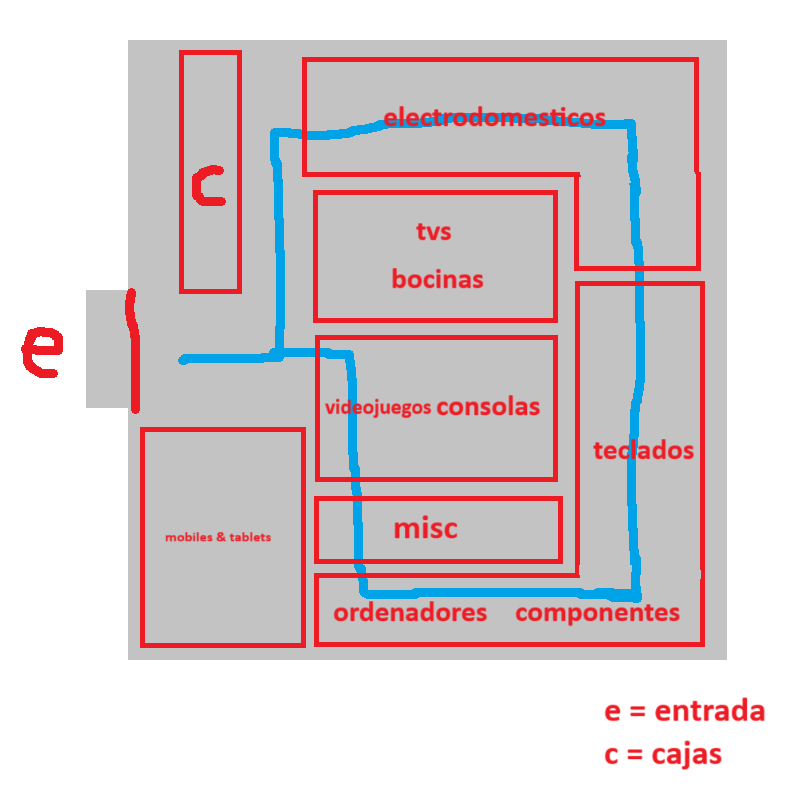 electrodomesticos
c
tvs
bocinas
e
videojuegos consolas
teclados
misc
mobiles & tablets
ordenadores componentes
e = entrada
c = cajas